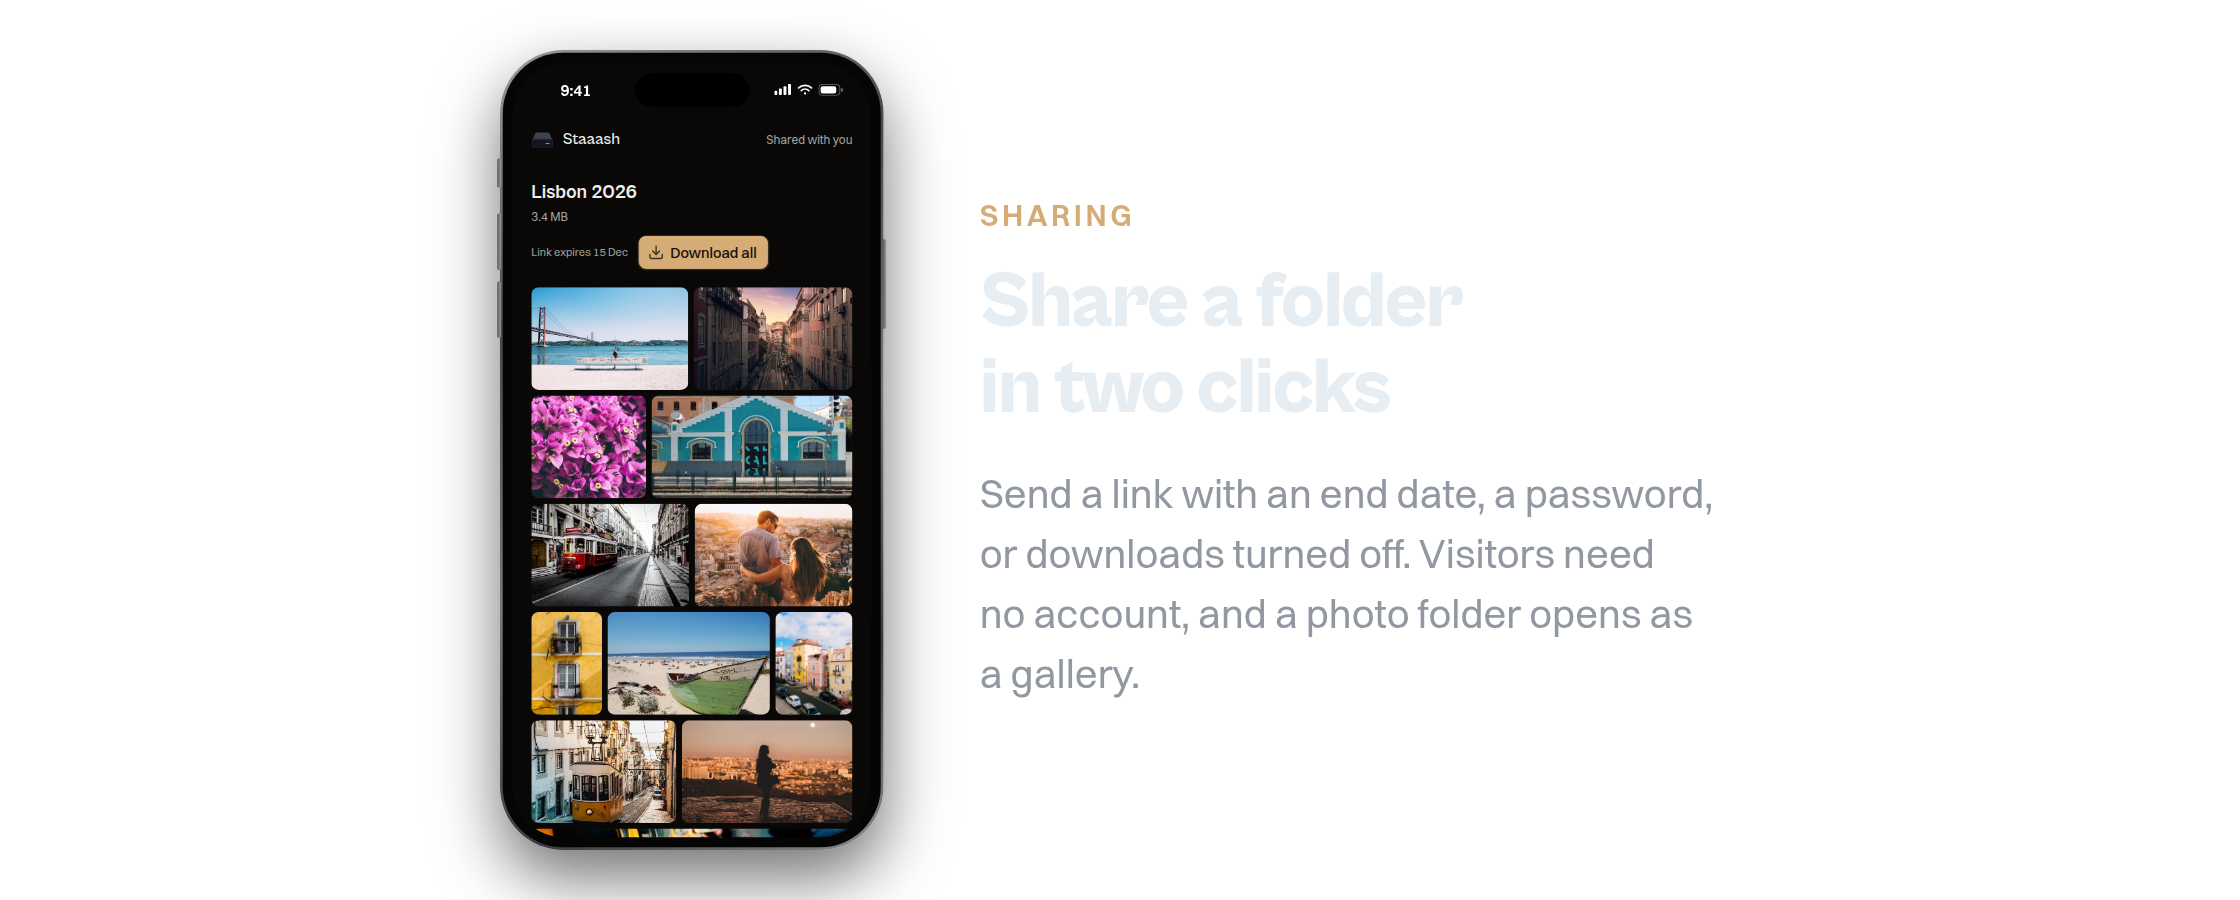 9:41
Staaash
Shared with you
Lisbon 2026
3.4 MB
Link expires 15 Dec
Download all
SHARING
Share a folder
in two clicks
Send a link with an end date, a password,
or downloads turned off. Visitors need
no account, and a photo folder opens as
a gallery.